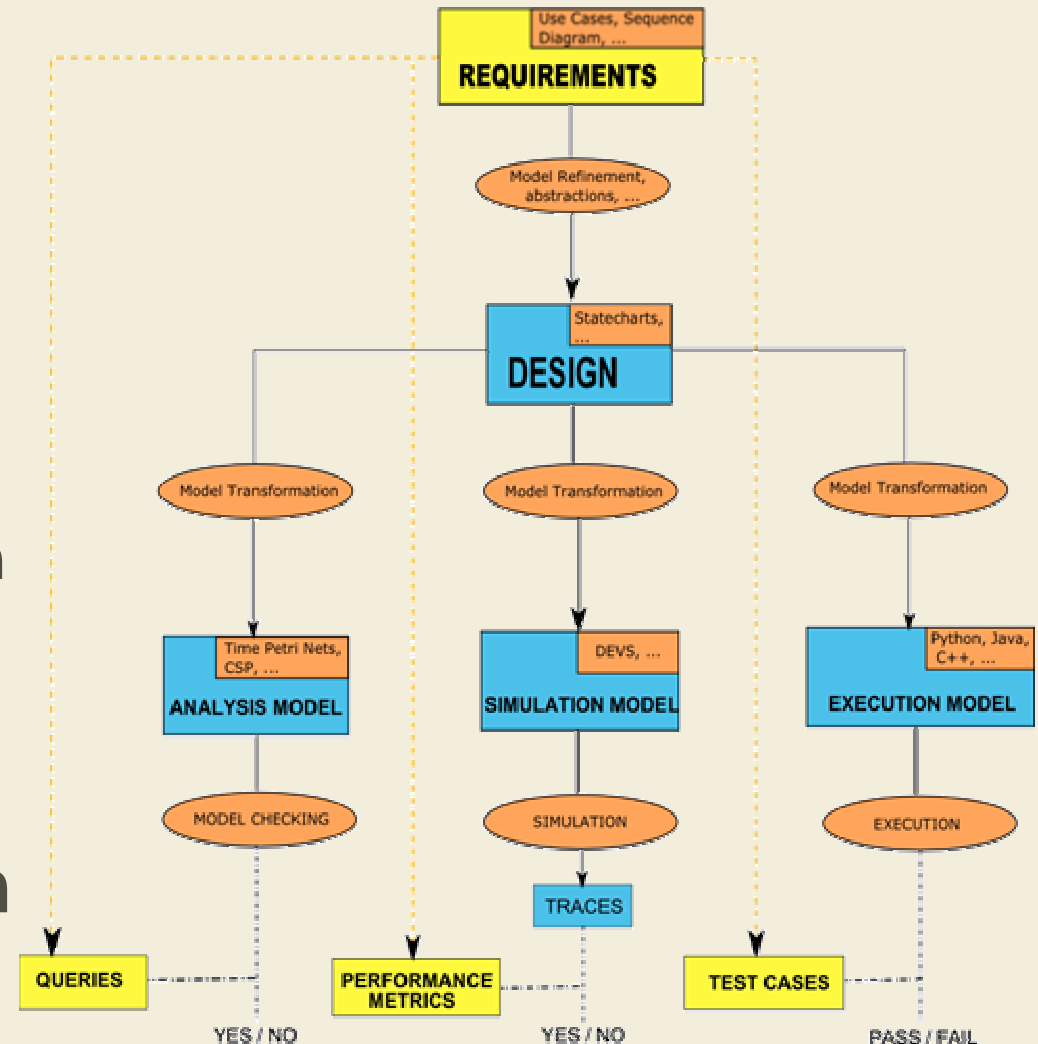 Use Cases, Sequence
Diagram, ...
REQUIREMENTS
Model Refinement,
abstractions, ...
Statecharts,
...
DESIGN
Model Transformation
Model Transformation
Model Transformation
n
Time Petri Nets,
CSP, ...
ANALYSIS MODEL
DEVS, ...
SIMULATION MODEL
Python, Java,
C++, ...
EXECUTION MODEL
MODEL CHECKING
SIMULATION
EXECUTION
n
TRACES
QUERIES
PERFORMANCE
METRICS
TEST CASES
YES / NO
YES / NO
PASS / FAIL